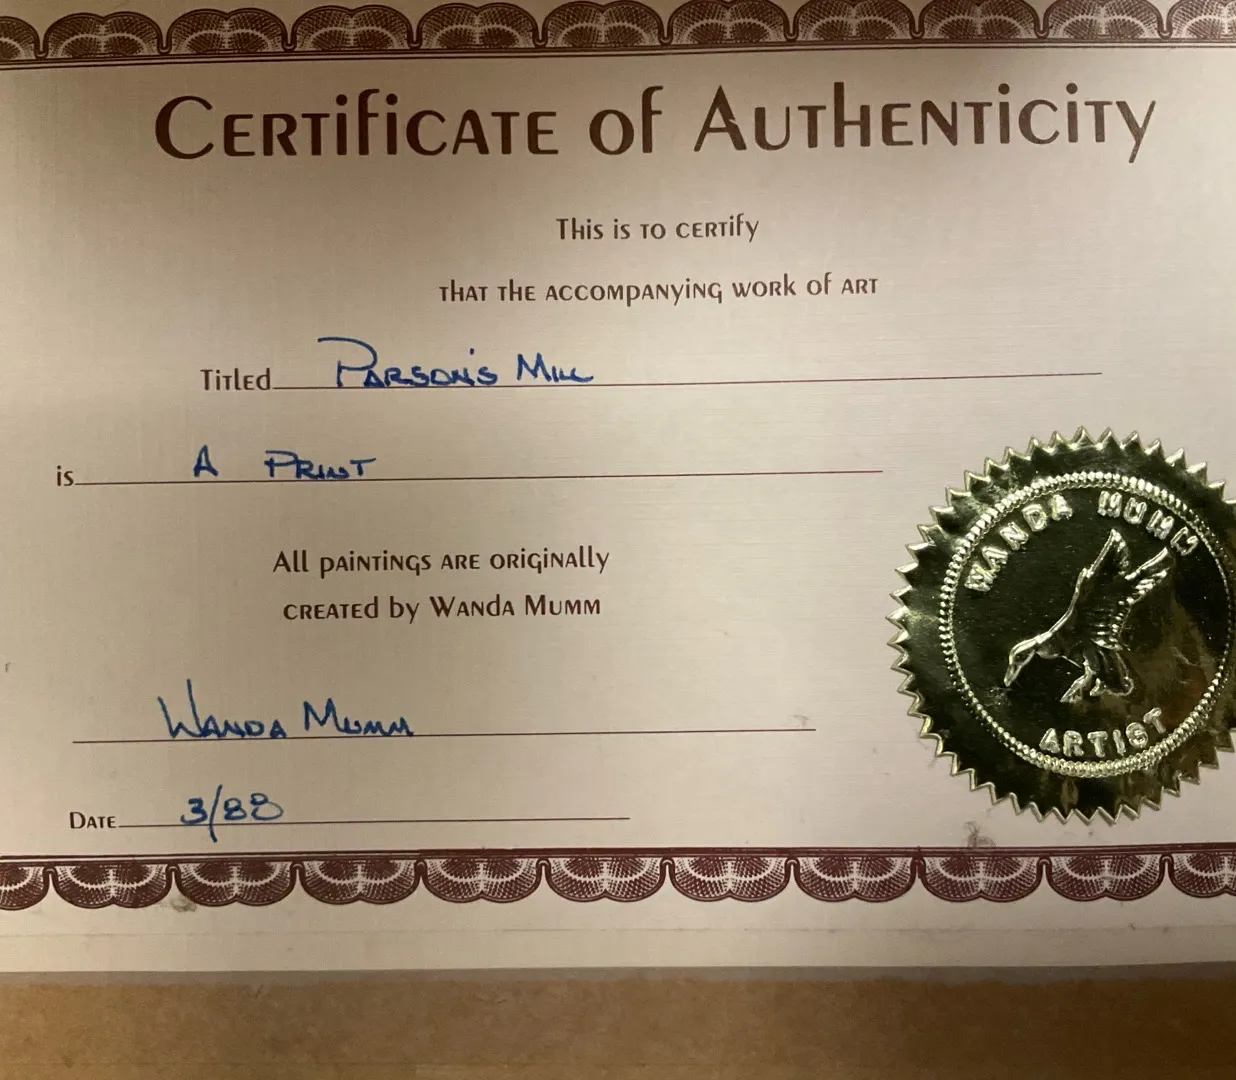 Certificate of Authenticity
This is to certify
that the accompanying work of art
Titled Parson's Mill
is A Print
All paintings are originally
created by Wanda Mumm
Wanda Mumm
Date 3/88
WANDA MUMM
ARTIST